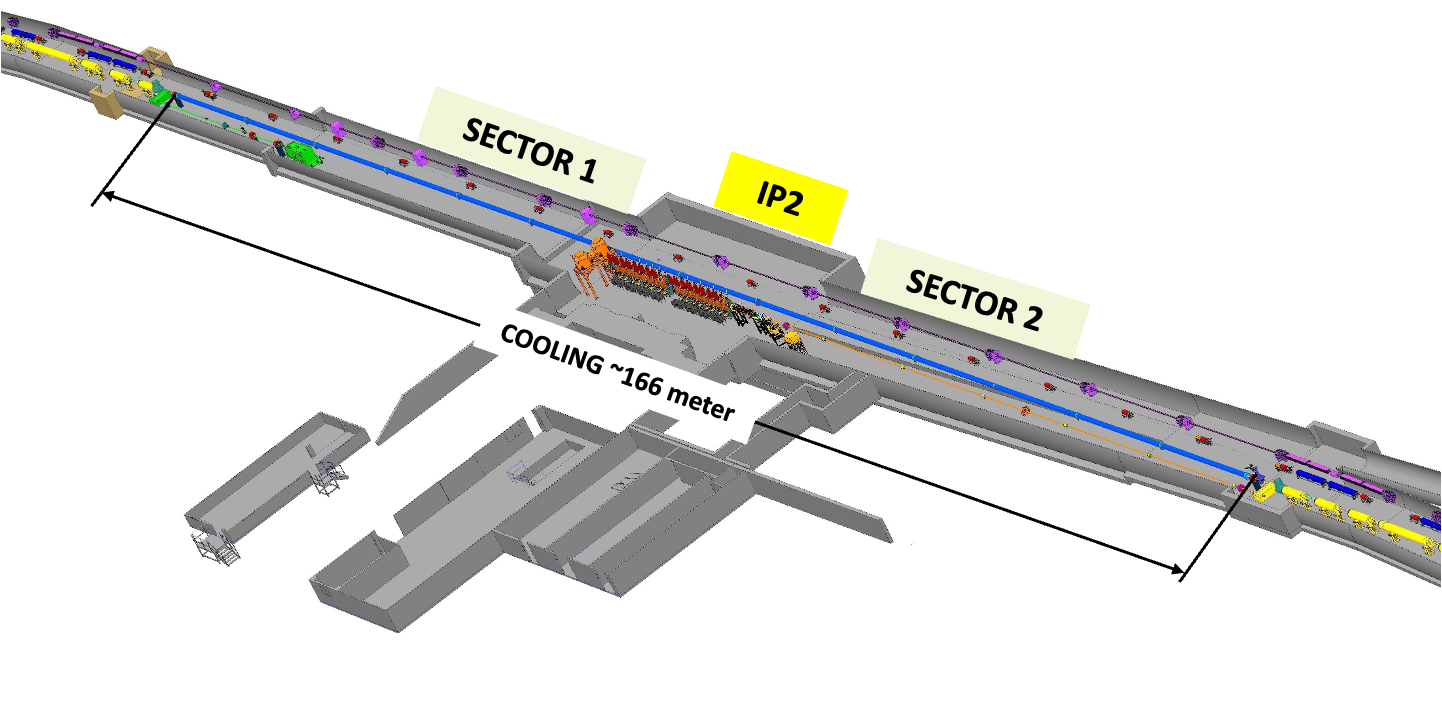 SECTOR 1
IP2
SECTOR 2
COOLING ~166 meter